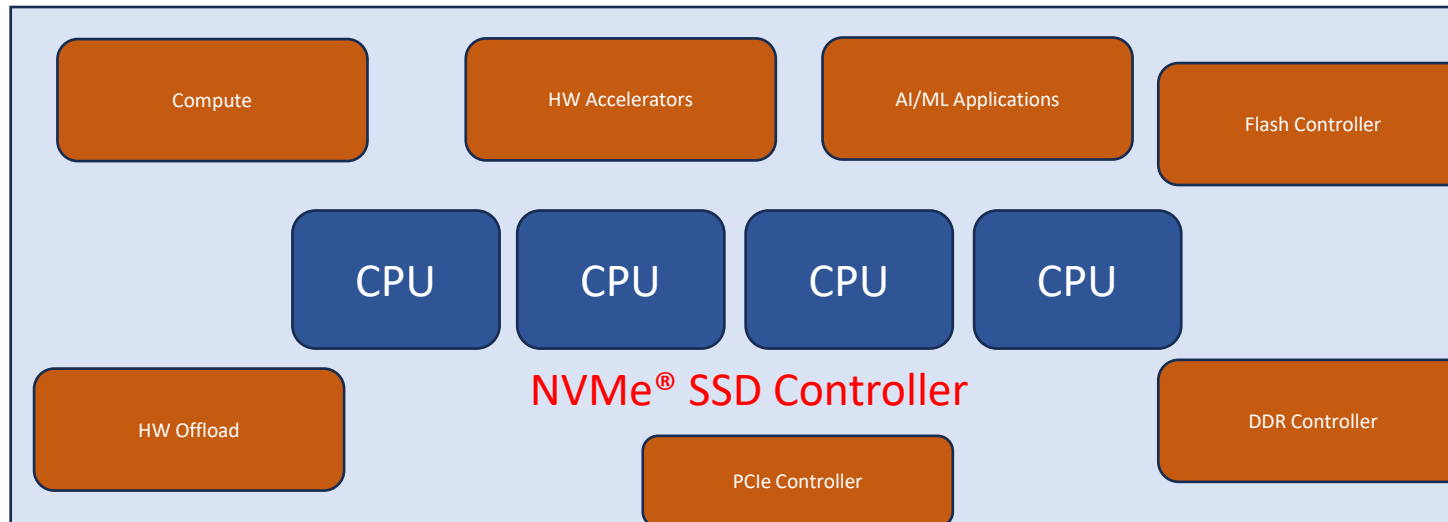 Compute
HW Accelerators
AI/ML Applications
Flash Controller
CPU
CPU
CPU
CPU
NVMe® SSD Controller
HW Offload
DDR Controller
PCIe Controller